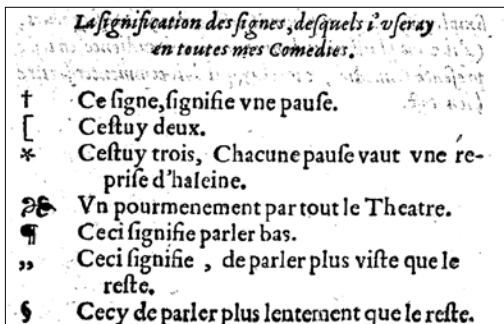 La ſignification des ſignes, deſquels i'vſeray
en toutes mes Comedies.
† Ce ſigne, ſignifie vne pauſe.
[ Ceſtuy deux.
* Ceſtuy trois, Chacune pauſe vaut vne re-
priſe d'haleine.
❧ Vn pourmenement par tout le Theatre.
¶ Ceci ſignifie parler bas.
„ Ceci ſignifie , de parler plus viſte que le
reſte.
§ Cecy de parler plus lentement que le reſte.